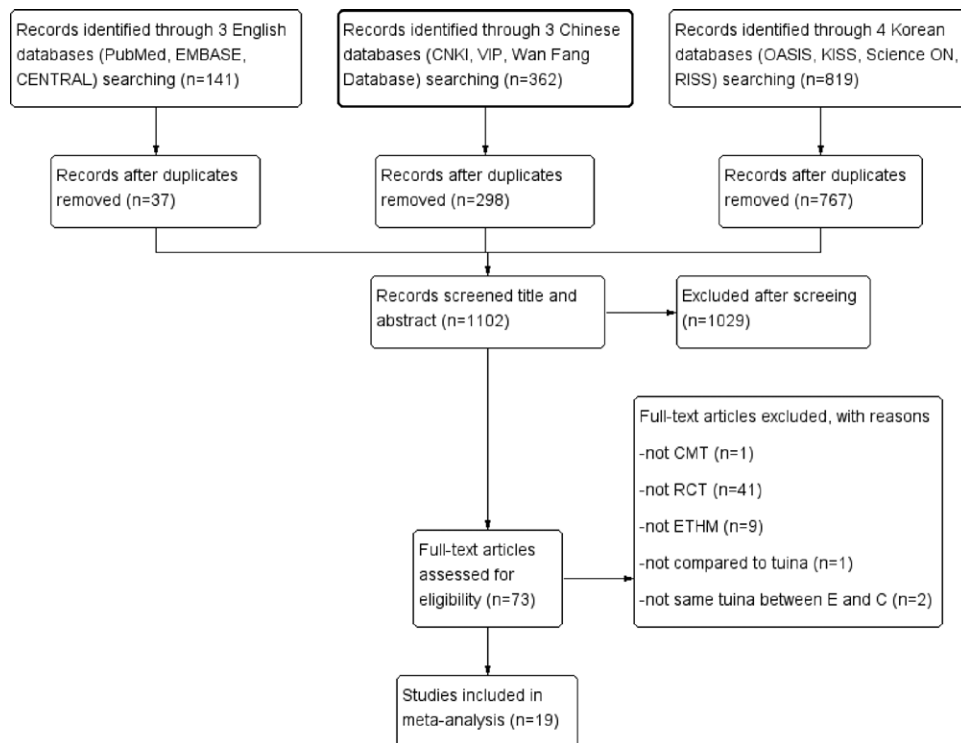 Records identified through 3 English
databases (PubMed, EMBASE,
CENTRAL) searching (n=141)
Records identified through 3 Chinese
databases (CNKI, VIP, Wan Fang
Database) searching (n=362)
Records identified through 4 Korean
databases (OASIS, KISS, Science ON,
RISS) searching (n=819)
Records after duplicates
removed (n=37)
Records after duplicates
removed (n=298)
Records after duplicates
removed (n=767)
Records screened title and
abstract (n=1102)
Excluded after screeing
(n=1029)
Full-text articles excluded, with reasons
-not CMT (n=1)
-not RCT (n=41)
-not ETHM (n=9)
-not compared to tuina (n=1)
-not same tuina between E and C (n=2)
Full-text articles
assessed for
eligibility (n=73)
Studies included in
meta-analysis (n=19)